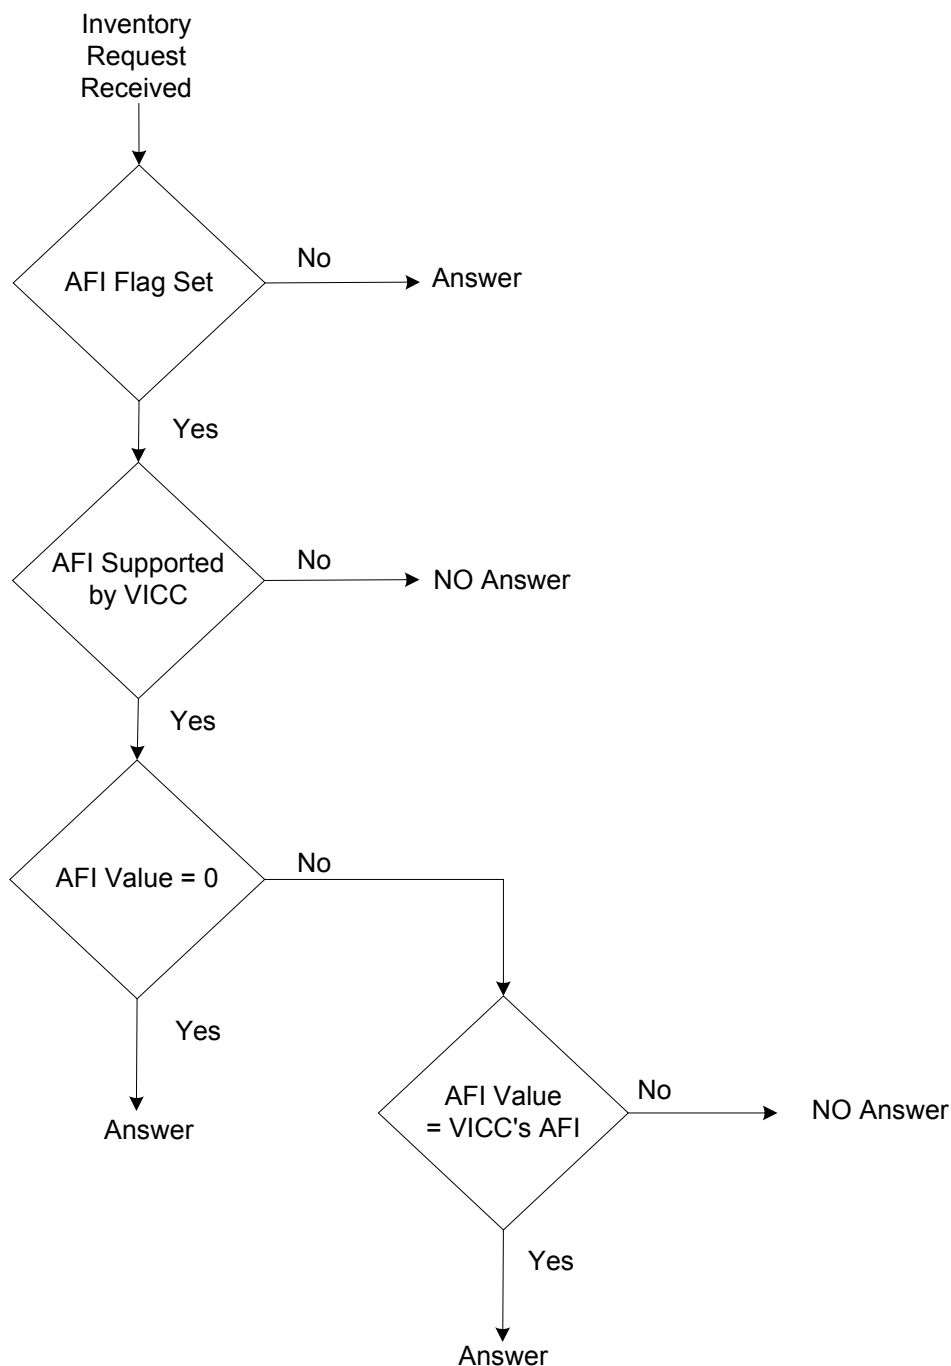 Inventory
Request
Received
AFI Flag Set
No
Answer
Yes
AFI Supported
by VICC
No
NO Answer
Yes
AFI Value = 0
No
Yes
Answer
AFI Value
= VICC's AFI
No
NO Answer
Yes
Answer